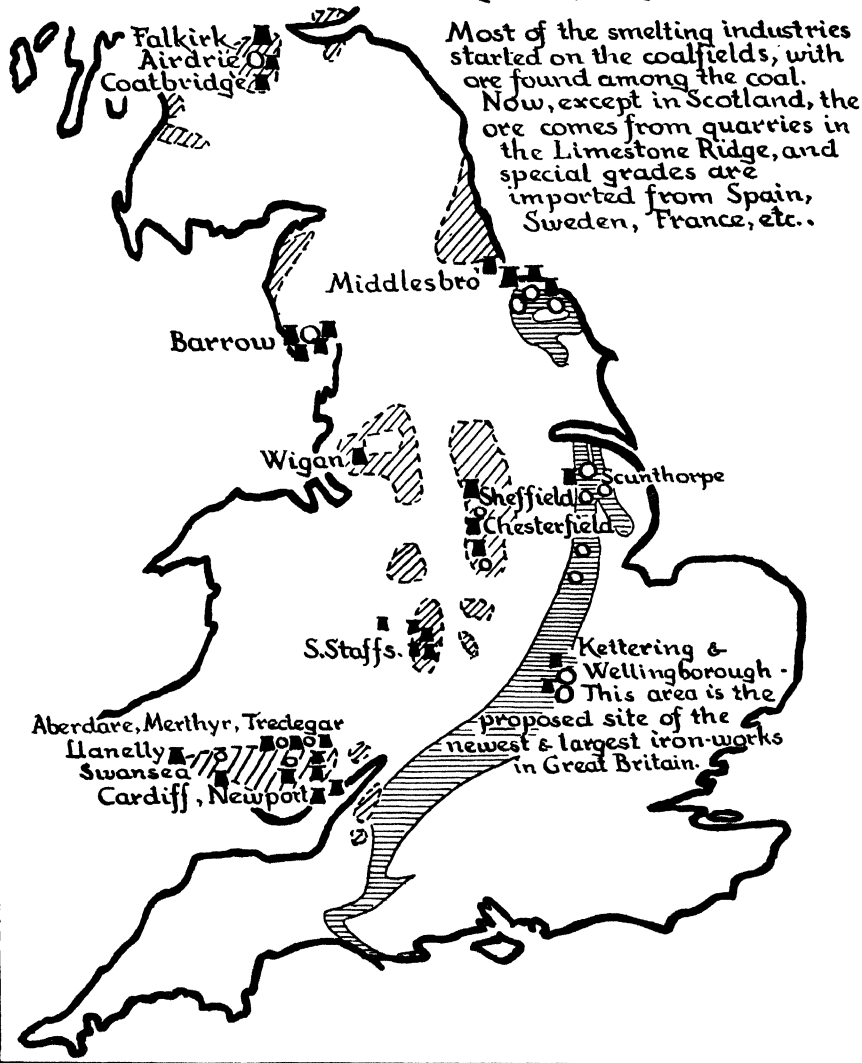 Most of the smelting industries
started on the coalfields, with
ore found among the coal.
Now, except in Scotland, the
ore comes from quarries in
the Limestone Ridge, and
special grades are
imported from Spain,
Sweden, France, etc..
Falkirk
Airdrie
Coatbridge
Middlesbro'
Barrow
Wigan
Scunthorpe
Sheffield
Chesterfield
S. Staffs.
Kettering &
Wellingborough -
This area is the
proposed site of the
newest & largest iron-works
in Great Britain.
Aberdare, Merthyr, Tredegar
Llanelly
Swansea
Cardiff, Newport